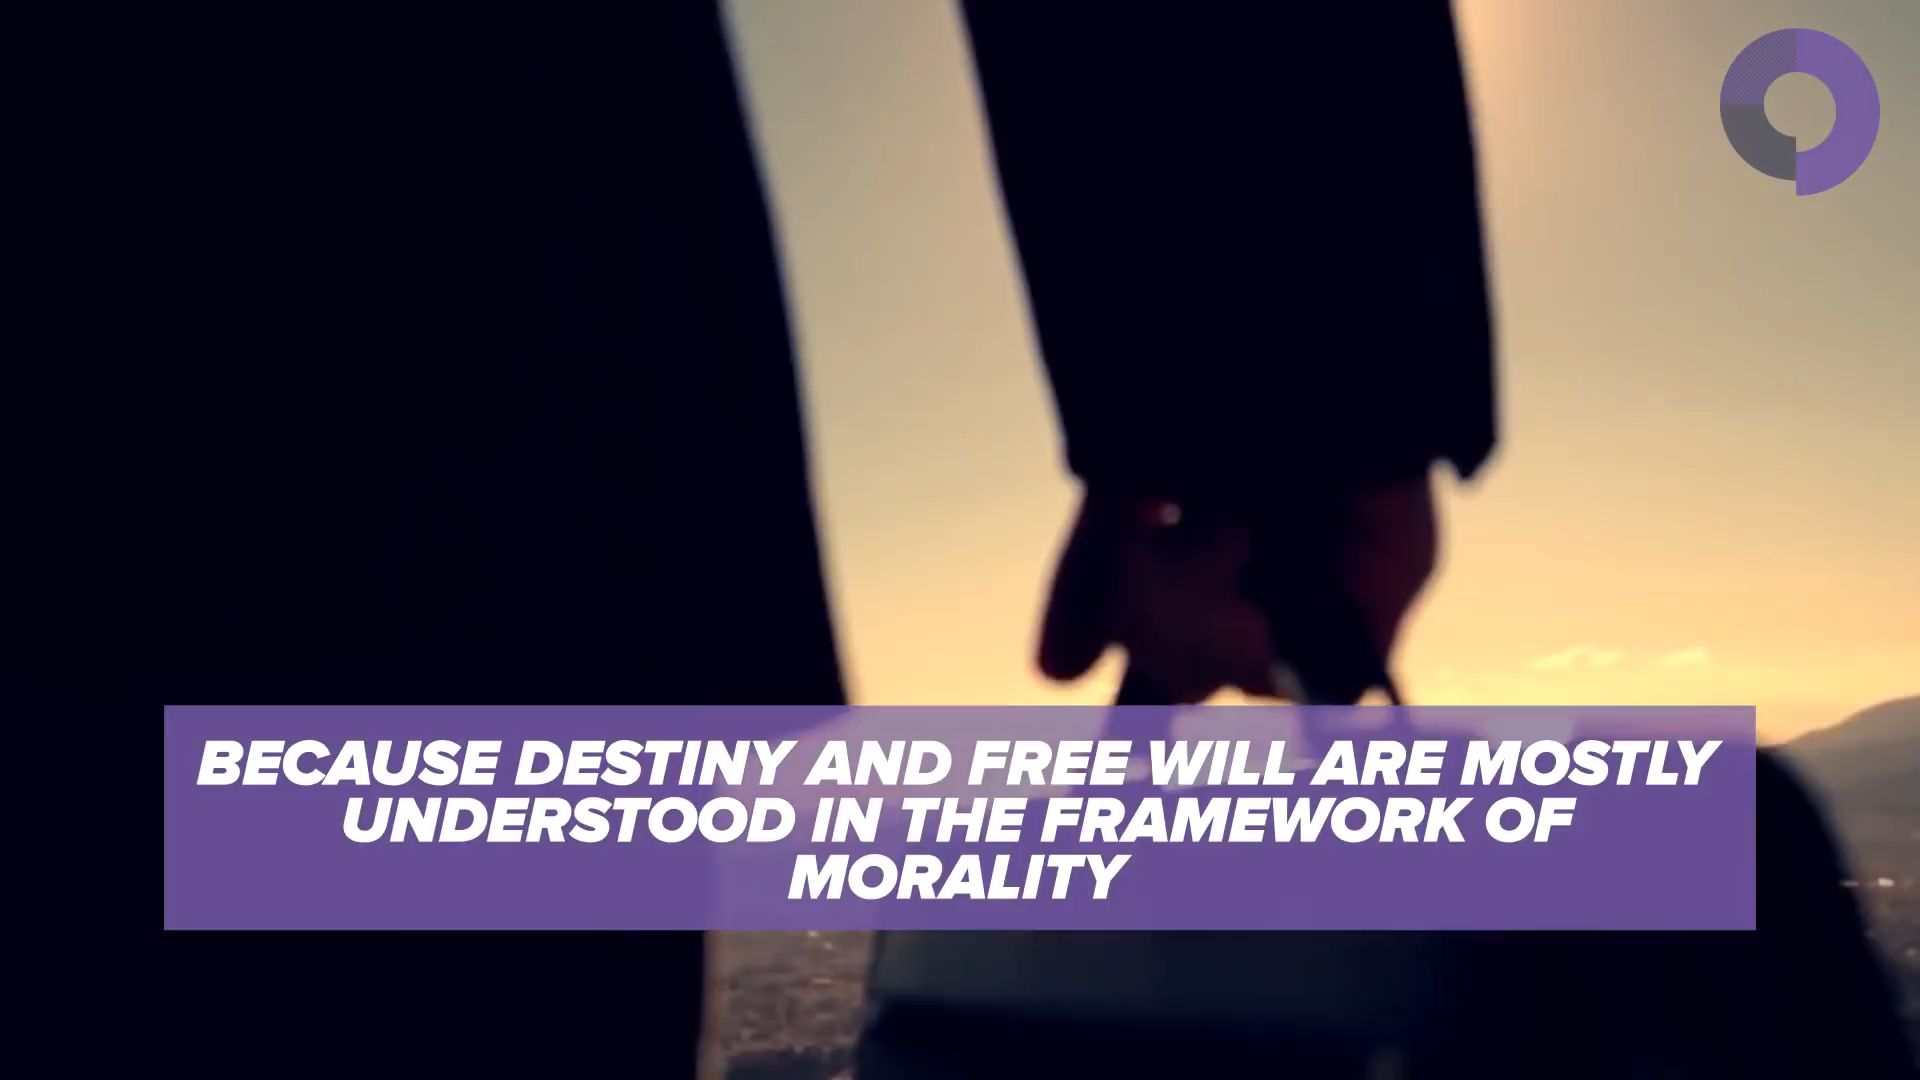 BECAUSE DESTINY AND FREE WILL ARE MOSTLY
UNDERSTOOD IN THE FRAMEWORK OF
MORALITY